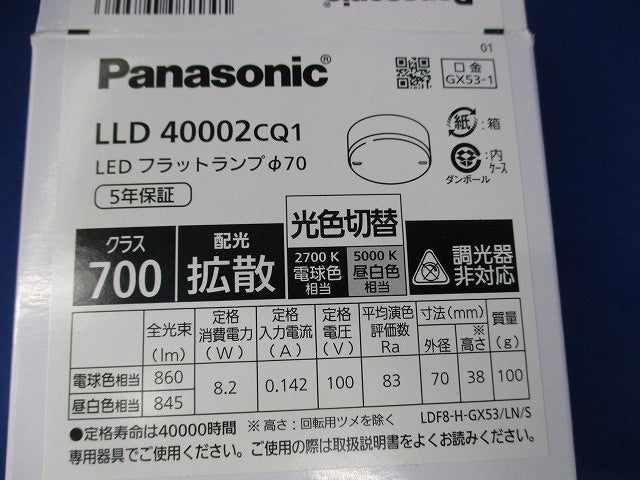 01
Panasonic®
口金
GX53-1
LLD 40002CQ1
LED フラットランプ φ70
5年保証
紙 : 箱
: 内ケース
ダンボール
クラス
700
配光
拡散
光色切替
2700 K
電球色
相当
5000 K
昼白色
相当
調光器
非対応
全光束
(lm)
定格
消費電力
(W)
定格
入力電流
(A)
定格
電圧
(V)
平均演色
評価数
Ra
寸法(mm)
外径
※
高さ
質量
(g)
電球色相当 860
昼白色相当 845
8.2 0.142 100 83 70 38 100
●定格寿命は40000時間 ※高さ:回転用ツメを除く LDF8-H-GX53/LN/S
専用器具でご使用ください。ご使用の際は取扱説明書をよくお読みください。